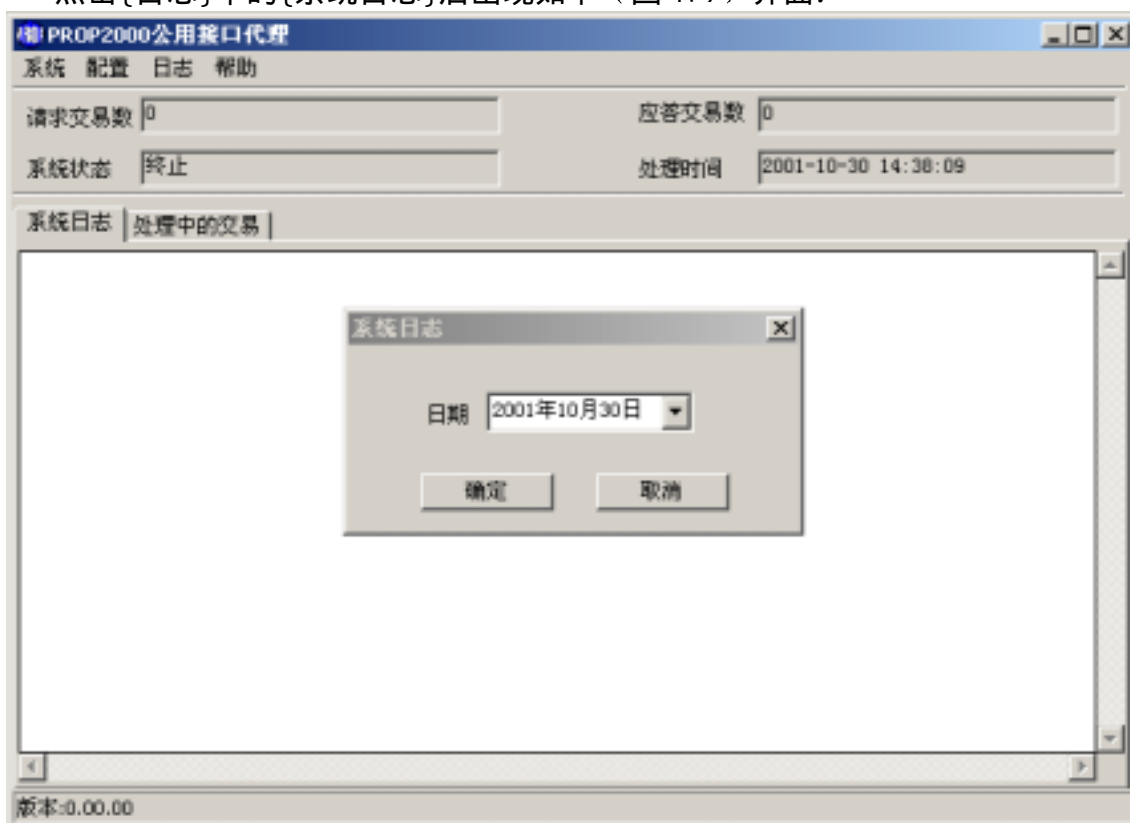 PROP2000公用接口代理
系统 配置 日志 帮助
请求交易数 0 应答交易数 0
系统状态 终止 处理时间 2001-10-30 14:38:09
系统日志 处理中的交易
系统日志
日期 2001年10月30日
确定 取消
版本:0.00.00